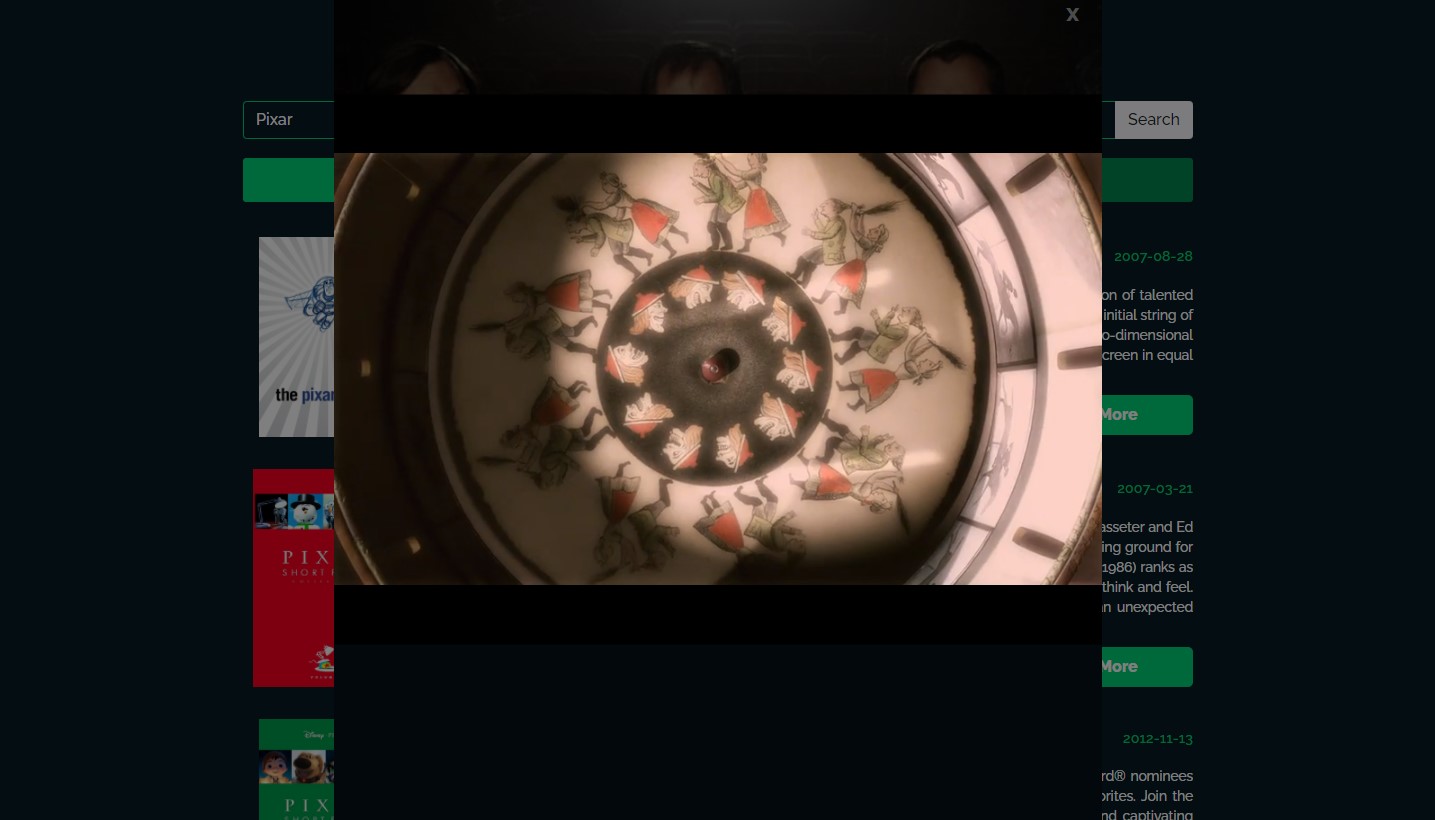 X
Pixar
Search
2007-08-28
on of talented
initial string of
o-dimensional
creen in equal
the pixar
More
2007-03-21
asseter and Ed
ing ground for
1986) ranks as
think and feel.
n unexpected
PIX
SHORT
More
2012-11-13
Disney
rd® nominees
orites. Join the
nd captivating
PIX